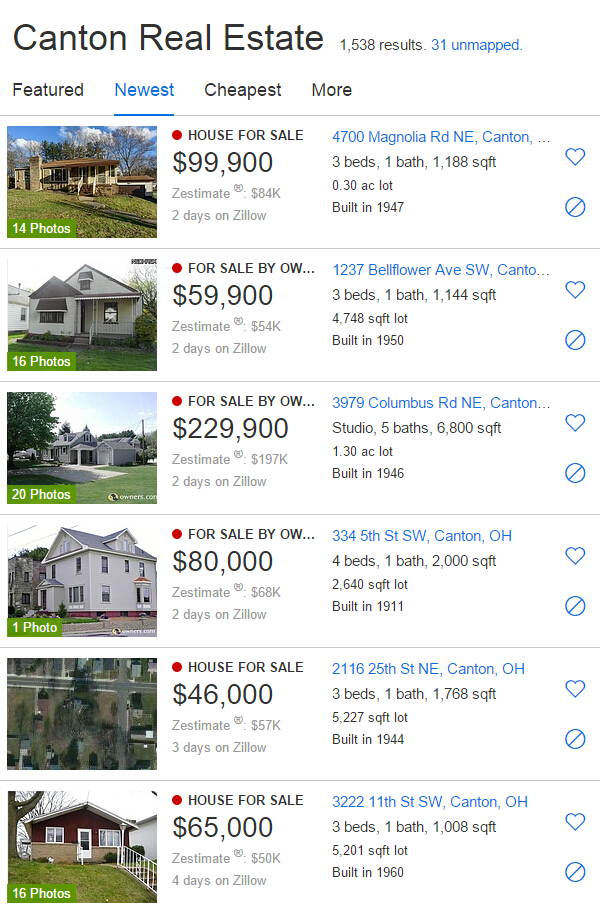 Canton Real Estate 1,538 results. 31 unmapped.
Featured Newest Cheapest More
HOUSE FOR SALE
$99,900
Zestimate ®: $84K
2 days on Zillow
4700 Magnolia Rd NE, Canton, ...
3 beds, 1 bath, 1,188 sqft
0.30 ac lot
Built in 1947
14 Photos
FOR SALE BY OW...
$59,900
Zestimate ®: $54K
2 days on Zillow
1237 Bellflower Ave SW, Canto...
3 beds, 1 bath, 1,144 sqft
4,748 sqft lot
Built in 1950
16 Photos
FOR SALE BY OW...
$229,900
Zestimate ®: $197K
2 days on Zillow
3979 Columbus Rd NE, Canton...
Studio, 5 baths, 6,800 sqft
1.30 ac lot
Built in 1946
20 Photos
owners.com
FOR SALE BY OW...
$80,000
Zestimate ®: $68K
2 days on Zillow
334 5th St SW, Canton, OH
4 beds, 1 bath, 2,000 sqft
2,640 sqft lot
Built in 1911
1 Photo
owners.com
HOUSE FOR SALE
$46,000
Zestimate ®: $57K
3 days on Zillow
2116 25th St NE, Canton, OH
3 beds, 1 bath, 1,768 sqft
5,227 sqft lot
Built in 1944
HOUSE FOR SALE
$65,000
Zestimate ®: $50K
4 days on Zillow
3222 11th St SW, Canton, OH
3 beds, 1 bath, 1,008 sqft
5,201 sqft lot
Built in 1960
16 Photos